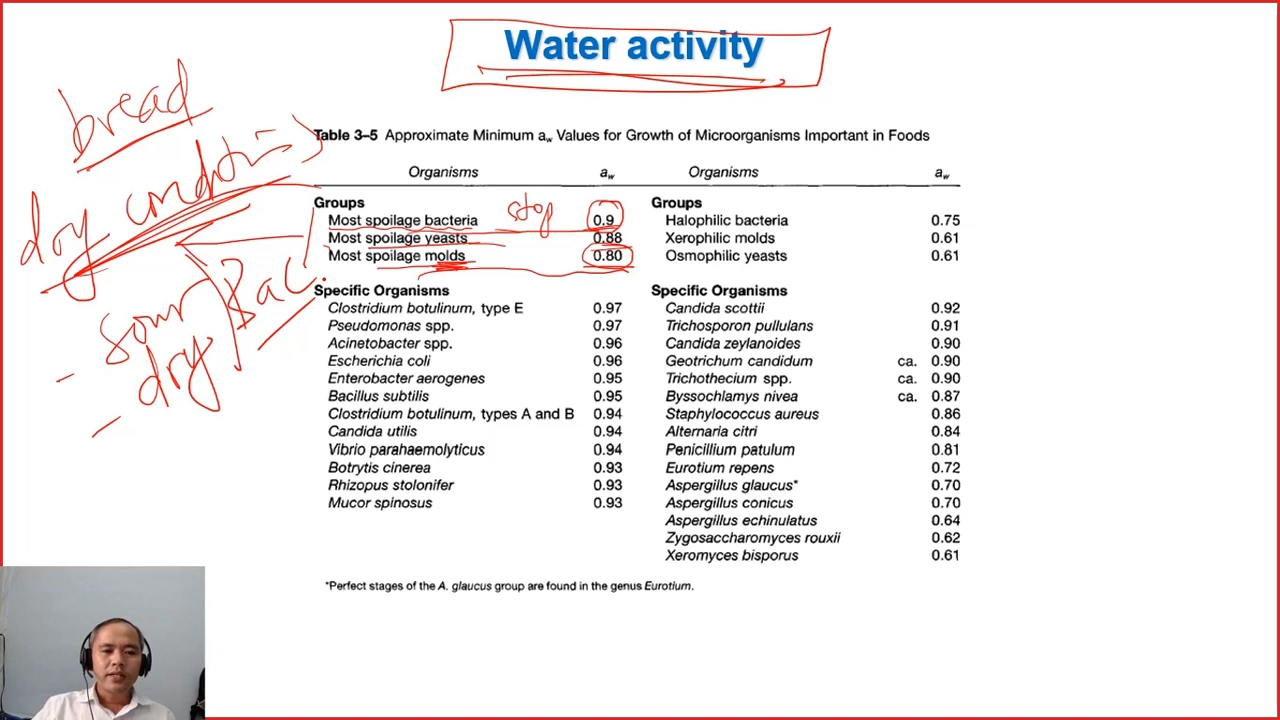 Water activity
bread
dry conditions
sour
dry
Bac.
stop
Table 3–5 Approximate Minimum aw Values for Growth of Microorganisms Important in Foods
Organisms aw Organisms aw
Groups Groups
Most spoilage bacteria 0.9 Halophilic bacteria 0.75
Most spoilage yeasts 0.88 Xerophilic molds 0.61
Most spoilage molds 0.80 Osmophilic yeasts 0.61
Specific Organisms Specific Organisms
Clostridium botulinum, type E 0.97 Candida scottii 0.92
Pseudomonas spp. 0.97 Trichosporon pullulans 0.91
Acinetobacter spp. 0.96 Candida zeylanoides 0.90
Escherichia coli 0.96 Geotrichum candidum ca. 0.90
Enterobacter aerogenes 0.95 Trichothecium spp. ca. 0.90
Bacillus subtilis 0.95 Byssochlamys nivea ca. 0.87
Clostridium botulinum, types A and B 0.94 Staphylococcus aureus 0.86
Candida utilis 0.94 Alternaria citri 0.84
Vibrio parahaemolyticus 0.94 Penicillium patulum 0.81
Botrytis cinerea 0.93 Eurotium repens 0.72
Rhizopus stolonifer 0.93 Aspergillus glaucus* 0.70
Mucor spinosus 0.93 Aspergillus conicus 0.70
Aspergillus echinulatus 0.64
Zygosaccharomyces rouxii 0.62
Xeromyces bisporus 0.61
*Perfect stages of the A. glaucus group are found in the genus Eurotium.